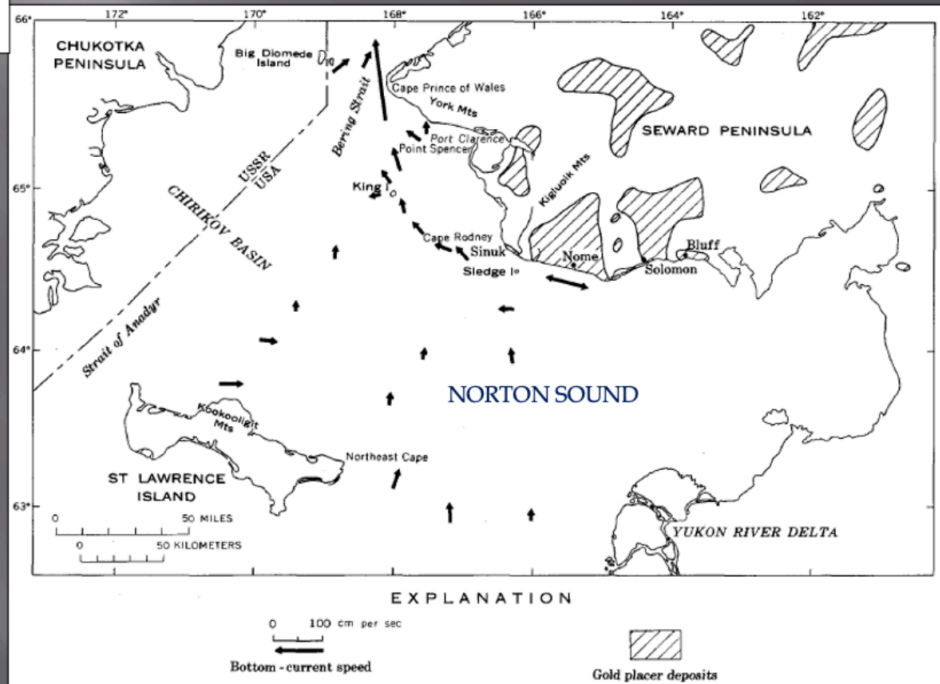 172°
170°
168°
166°
164°
162°
66°
CHUKOTKA
PENINSULA
Big Diomede
Island
Bering Strait
Cape Prince of Wales
York Mts
Port Clarence
Point Spencer
SEWARD PENINSULA
USSR
USA
65°
King I
Kigluoik Mts
CHIRIKOV BASIN
Cape Rodney
Sinuk
Sledge Is
Nome
Bluff
Solomon
Strait of Anadyr
64°
NORTON SOUND
Kookooligit
Mts
Northeast Cape
ST LAWRENCE
ISLAND
63°
0 50 MILES
0 50 KILOMETERS
YUKON RIVER DELTA
EXPLANATION
0 100 cm per sec
Bottom - current speed
Gold placer deposits